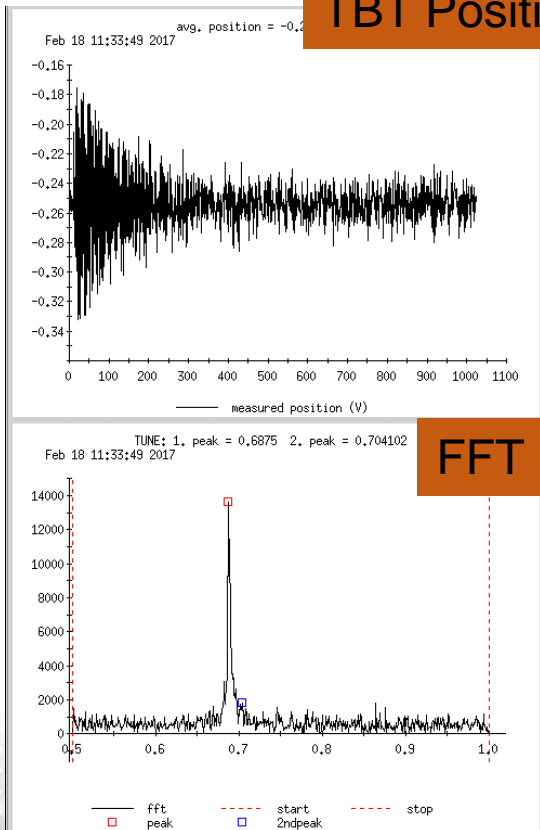 TBT Positi
avg. position = -0.2
Feb 18 11:33:49 2017
-0.16
-0.18
-0.20
-0.22
-0.24
-0.26
-0.28
-0.30
-0.32
-0.34
0 100 200 300 400 500 600 700 800 900 1000 1100
measured position (V)
TUNE: 1. peak = 0.6875 2. peak = 0.704102
Feb 18 11:33:49 2017
FFT
14000
12000
10000
8000
6000
4000
2000
0
0.5 0.6 0.7 0.8 0.9 1.0
fft start stop
peak 2ndpeak